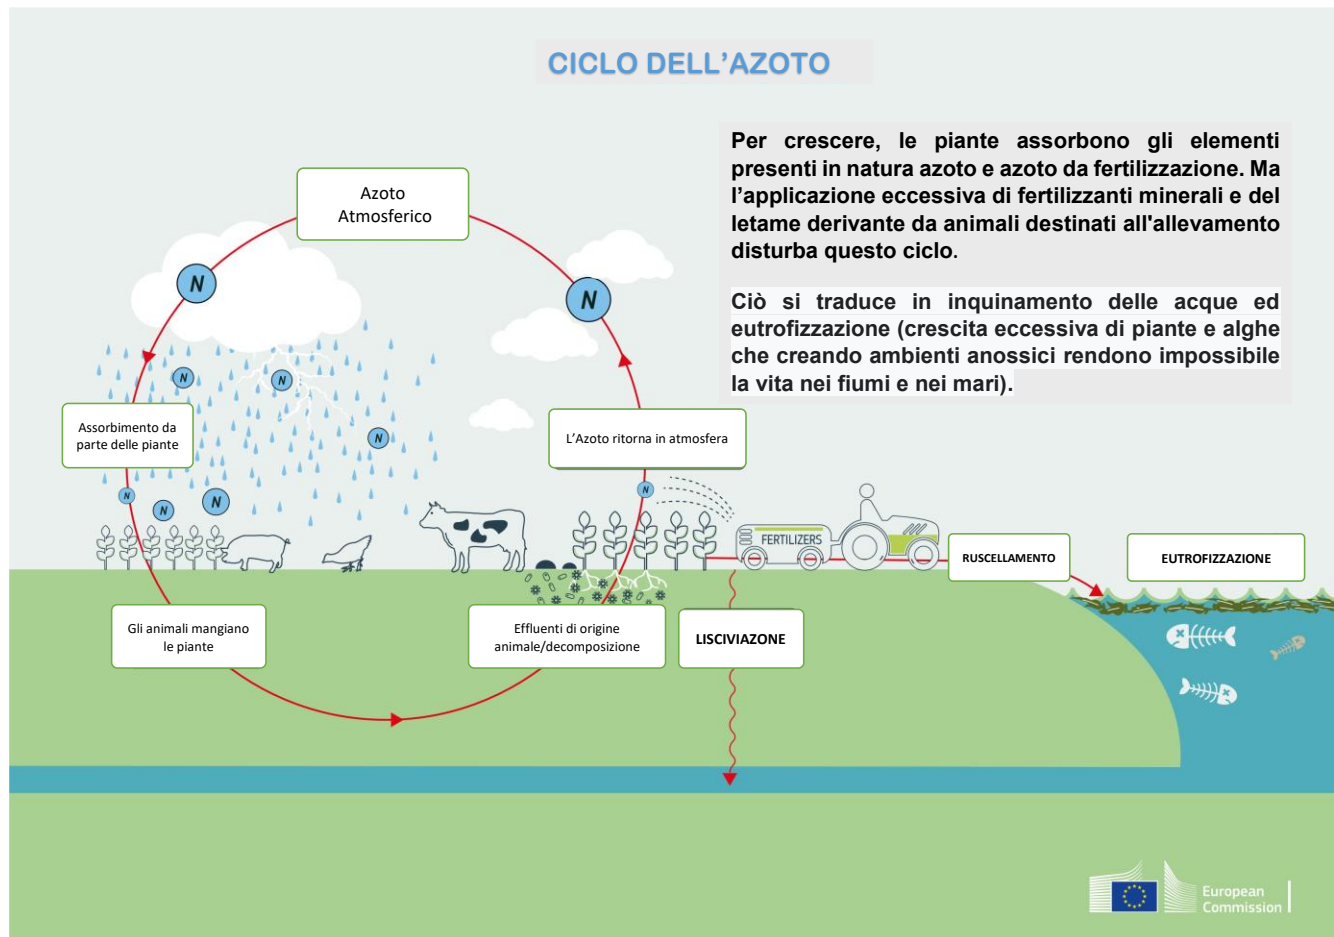 CICLO DELL'AZOTO
Per crescere, le piante assorbono gli elementi
presenti in natura azoto e azoto da fertilizzazione. Ma
l'applicazione eccessiva di fertilizzanti minerali e del
letame derivante da animali destinati all'allevamento
disturba questo ciclo.
Ciò si traduce in inquinamento delle acque ed
eutrofizzazione (crescita eccessiva di piante e alghe
che creando ambienti anossici rendono impossibile
la vita nei fiumi e nei mari).
Azoto
Atmosferico
N
N
N
N
N
Assorbimento da
parte delle piante
L'Azoto ritorna in atmosfera
N
N
N
N
FERTILIZERS
RUSCELLAMENTO
EUTROFIZZAZIONE
Gli animali mangiano
le piante
Effluenti di origine
animale/decomposizione
LISCIVIAZONE
European
Commission